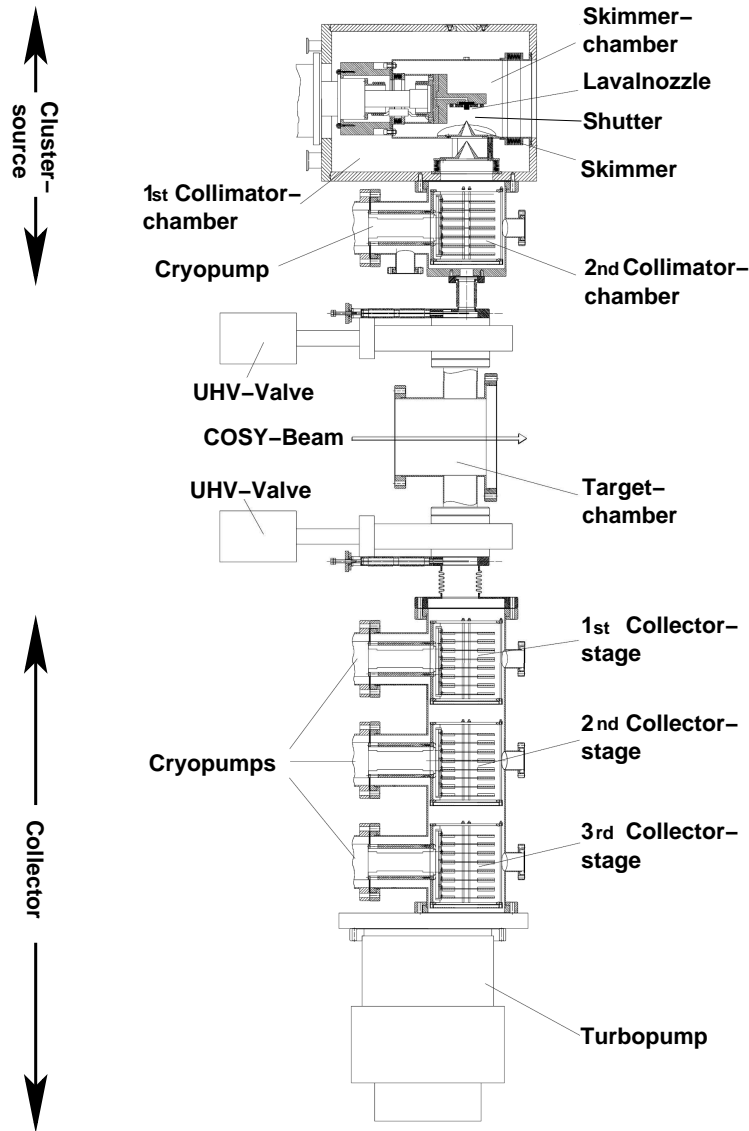 Skimmer–
chamber
Lavalnozzle
Shutter
Skimmer
Cluster–
source
1st Collimator–
chamber
Cryopump
2nd Collimator–
chamber
UHV–Valve
COSY–Beam
UHV–Valve
Target–
chamber
1st Collector–
stage
2nd Collector–
stage
Cryopumps
3rd Collector–
stage
Collector
Turbopump